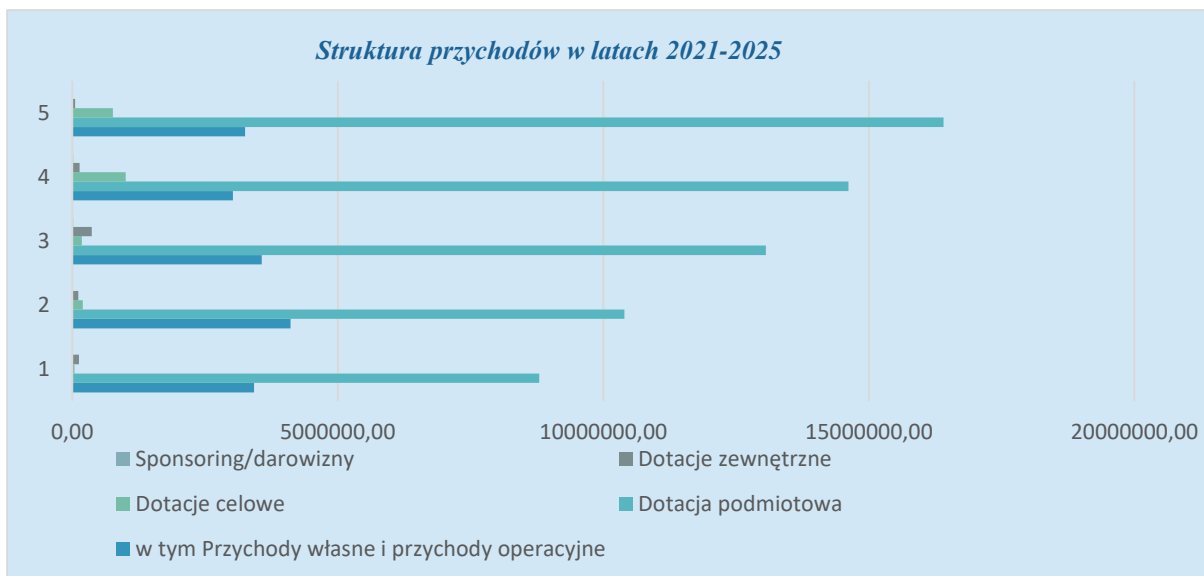 Struktura przychodów w latach 2021-2025
5
4
3
2
1
0,00 5000000,00 10000000,00 15000000,00 20000000,00
Sponsoring/darowizny Dotacje zewnętrzne
Dotacje celowe Dotacja podmiotowa
w tym Przychody własne i przychody operacyjne